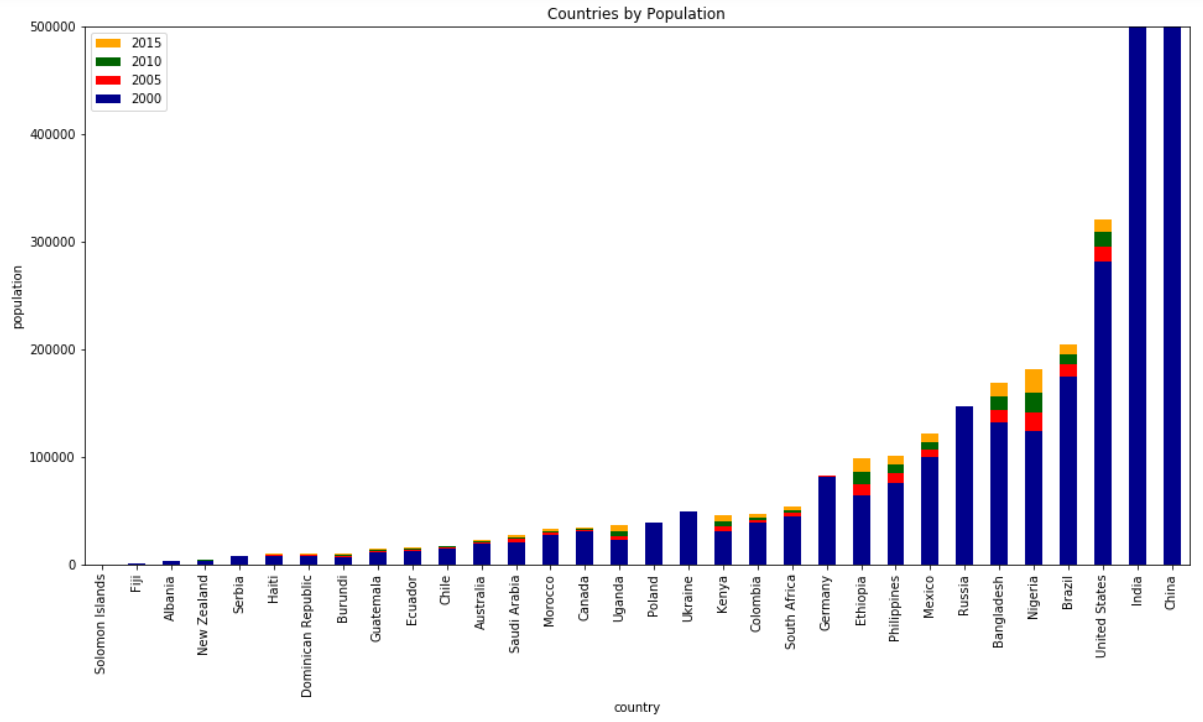 Countries by Population
2015
2010
2005
2000
500000
400000
300000
200000
100000
0
population
Solomon Islands
Fiji
Albania
New Zealand
Serbia
Haiti
Dominican Republic
Burundi
Guatemala
Ecuador
Chile
Australia
Saudi Arabia
Morocco
Canada
Uganda
Poland
Ukraine
Kenya
Colombia
South Africa
Germany
Ethiopia
Philippines
Mexico
Russia
Bangladesh
Nigeria
Brazil
United States
India
China
country